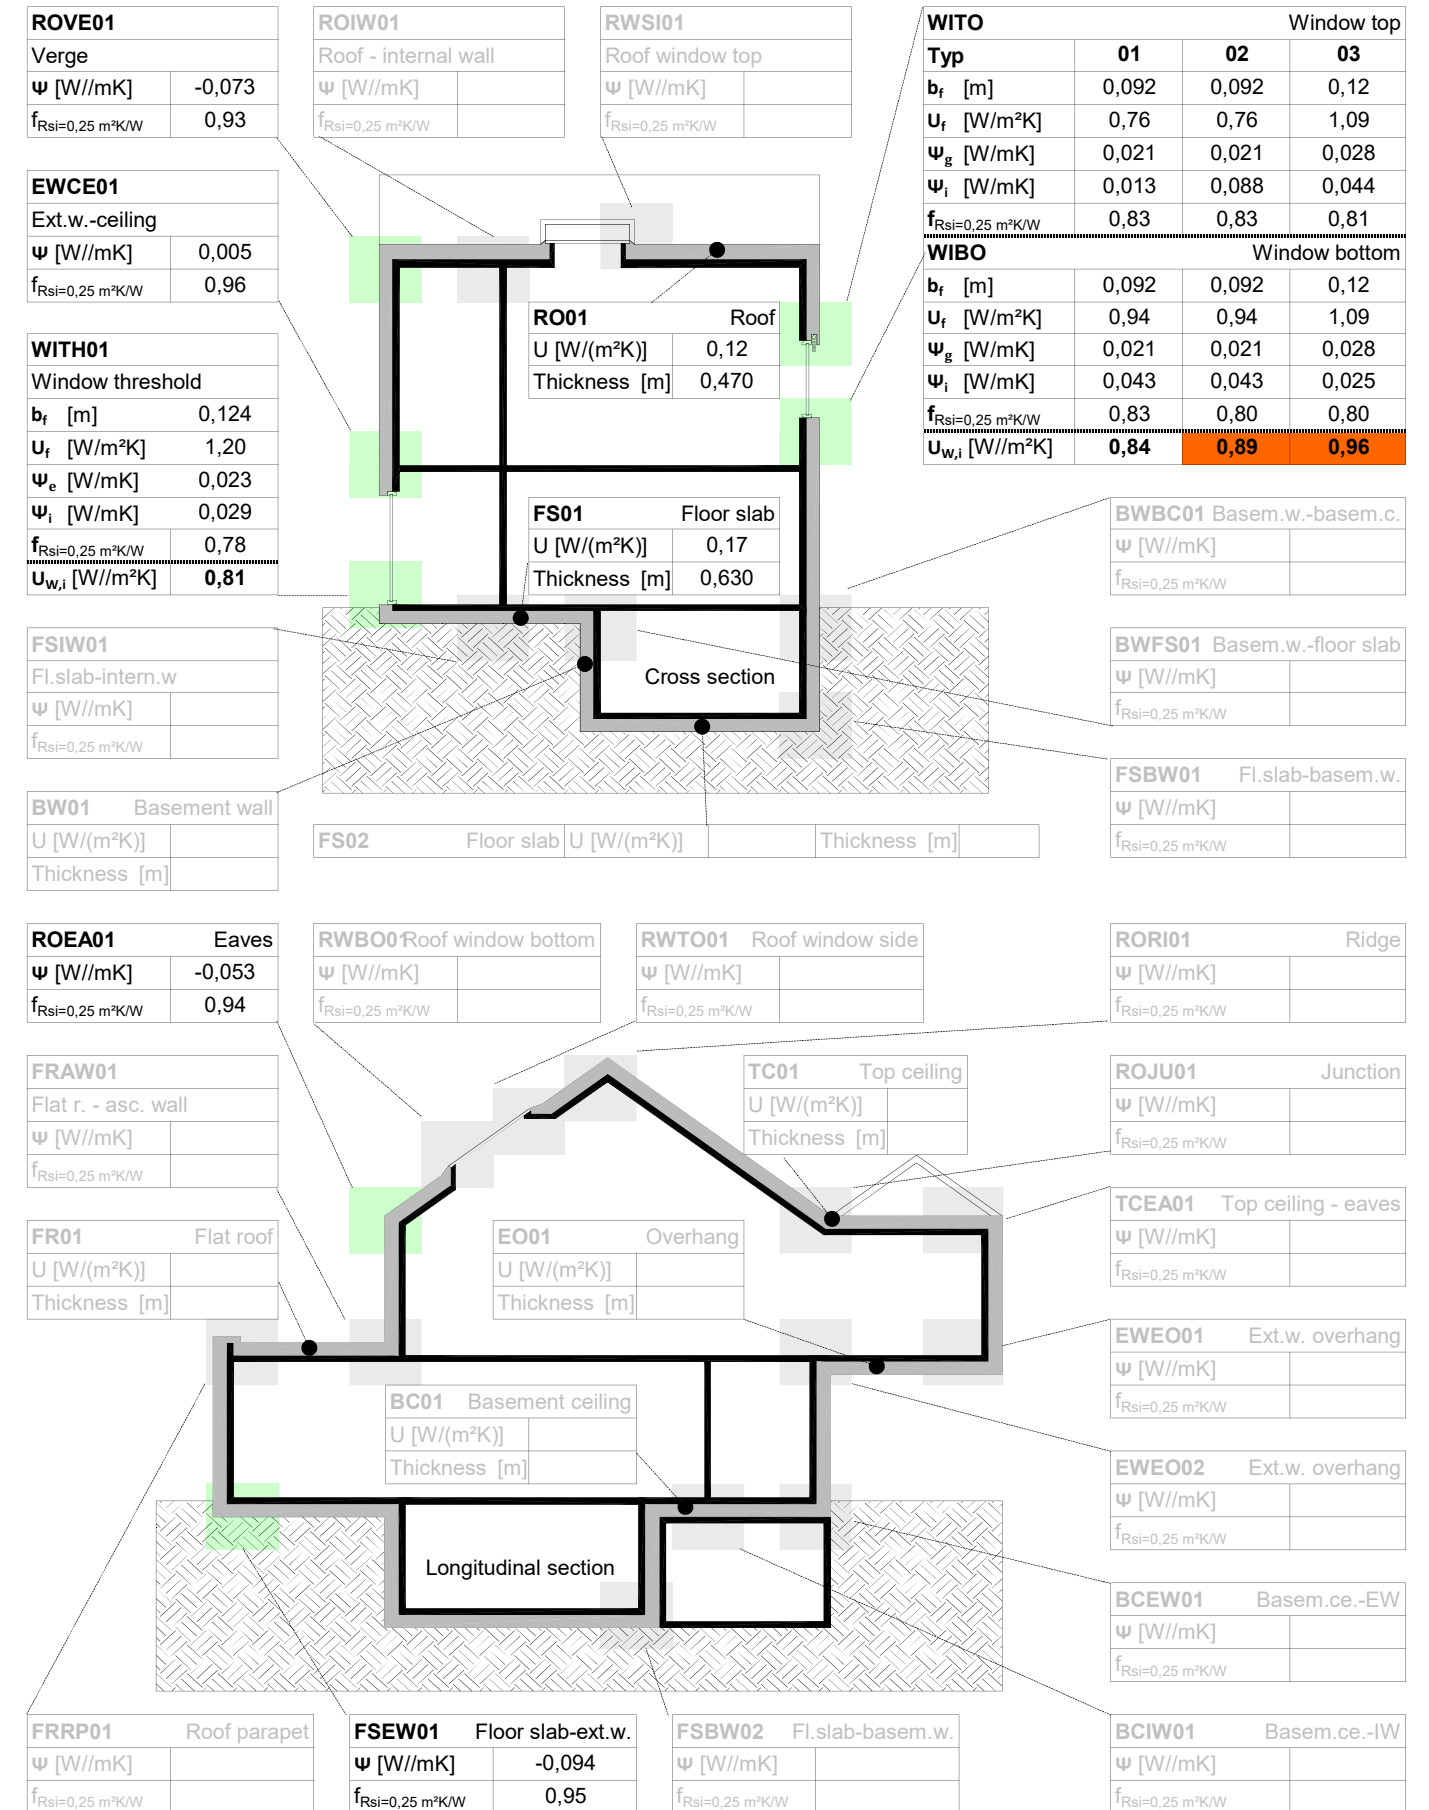 ROVE01
Verge
Ψ [W//mK] -0,073
fRsi=0,25 m²K/W 0,93
ROIW01
Roof - internal wall
Ψ [W//mK]
fRsi=0,25 m²K/W
RWSI01
Roof window top
Ψ [W//mK]
fRsi=0,25 m²K/W
WITO Window top
Typ 01 02 03
bf [m] 0,092 0,092 0,12
Uf [W/m²K] 0,76 0,76 1,09
Ψg [W/mK] 0,021 0,021 0,028
Ψi [W/mK] 0,013 0,088 0,044
fRsi=0,25 m²K/W 0,83 0,83 0,81
WIBO Window bottom
bf [m] 0,092 0,092 0,12
Uf [W/m²K] 0,94 0,94 1,09
Ψg [W/mK] 0,021 0,021 0,028
Ψi [W/mK] 0,043 0,043 0,025
fRsi=0,25 m²K/W 0,83 0,80 0,80
UW,i [W//m²K] 0,84 0,89 0,96
EWCE01
Ext.w.-ceiling
Ψ [W//mK] 0,005
fRsi=0,25 m²K/W 0,96
WITH01
Window threshold
bf [m] 0,124
Uf [W/m²K] 1,20
Ψe [W/mK] 0,023
Ψi [W/mK] 0,029
fRsi=0,25 m²K/W 0,78
UW,i [W//m²K] 0,81
RO01 Roof
U [W/(m²K)] 0,12
Thickness [m] 0,470
FS01 Floor slab
U [W/(m²K)] 0,17
Thickness [m] 0,630
Cross section
BWBC01 Basem.w.-basem.c.
Ψ [W//mK]
fRsi=0,25 m²K/W
FSIW01
Fl.slab-intern.w
Ψ [W//mK]
fRsi=0,25 m²K/W
BWFS01 Basem.w.-floor slab
Ψ [W//mK]
fRsi=0,25 m²K/W
FSBW01 Fl.slab-basem.w.
Ψ [W//mK]
fRsi=0,25 m²K/W
BW01 Basement wall
U [W/(m²K)]
Thickness [m]
FS02 Floor slab U [W/(m²K)] Thickness [m]
ROEA01 Eaves
Ψ [W//mK] -0,053
fRsi=0,25 m²K/W 0,94
RWBO01 Roof window bottom
Ψ [W//mK]
fRsi=0,25 m²K/W
RWTO01 Roof window side
Ψ [W//mK]
fRsi=0,25 m²K/W
RORI01 Ridge
Ψ [W//mK]
fRsi=0,25 m²K/W
FRAW01
Flat r. - asc. wall
Ψ [W//mK]
fRsi=0,25 m²K/W
TC01 Top ceiling
U [W/(m²K)]
Thickness [m]
ROJU01 Junction
Ψ [W//mK]
fRsi=0,25 m²K/W
TCEA01 Top ceiling - eaves
Ψ [W//mK]
fRsi=0,25 m²K/W
FR01 Flat roof
U [W/(m²K)]
Thickness [m]
EO01 Overhang
U [W/(m²K)]
Thickness [m]
EWEO01 Ext.w. overhang
Ψ [W//mK]
fRsi=0,25 m²K/W
BC01 Basement ceiling
U [W/(m²K)]
Thickness [m]
EWEO02 Ext.w. overhang
Ψ [W//mK]
fRsi=0,25 m²K/W
Longitudinal section
BCEW01 Basem.ce.-EW
Ψ [W//mK]
fRsi=0,25 m²K/W
FRRP01 Roof parapet
Ψ [W//mK]
fRsi=0,25 m²K/W
FSEW01 Floor slab-ext.w.
Ψ [W//mK] -0,094
fRsi=0,25 m²K/W 0,95
FSBW02 Fl.slab-basem.w.
Ψ [W//mK]
fRsi=0,25 m²K/W
BCIW01 Basem.ce.-IW
Ψ [W//mK]
fRsi=0,25 m²K/W